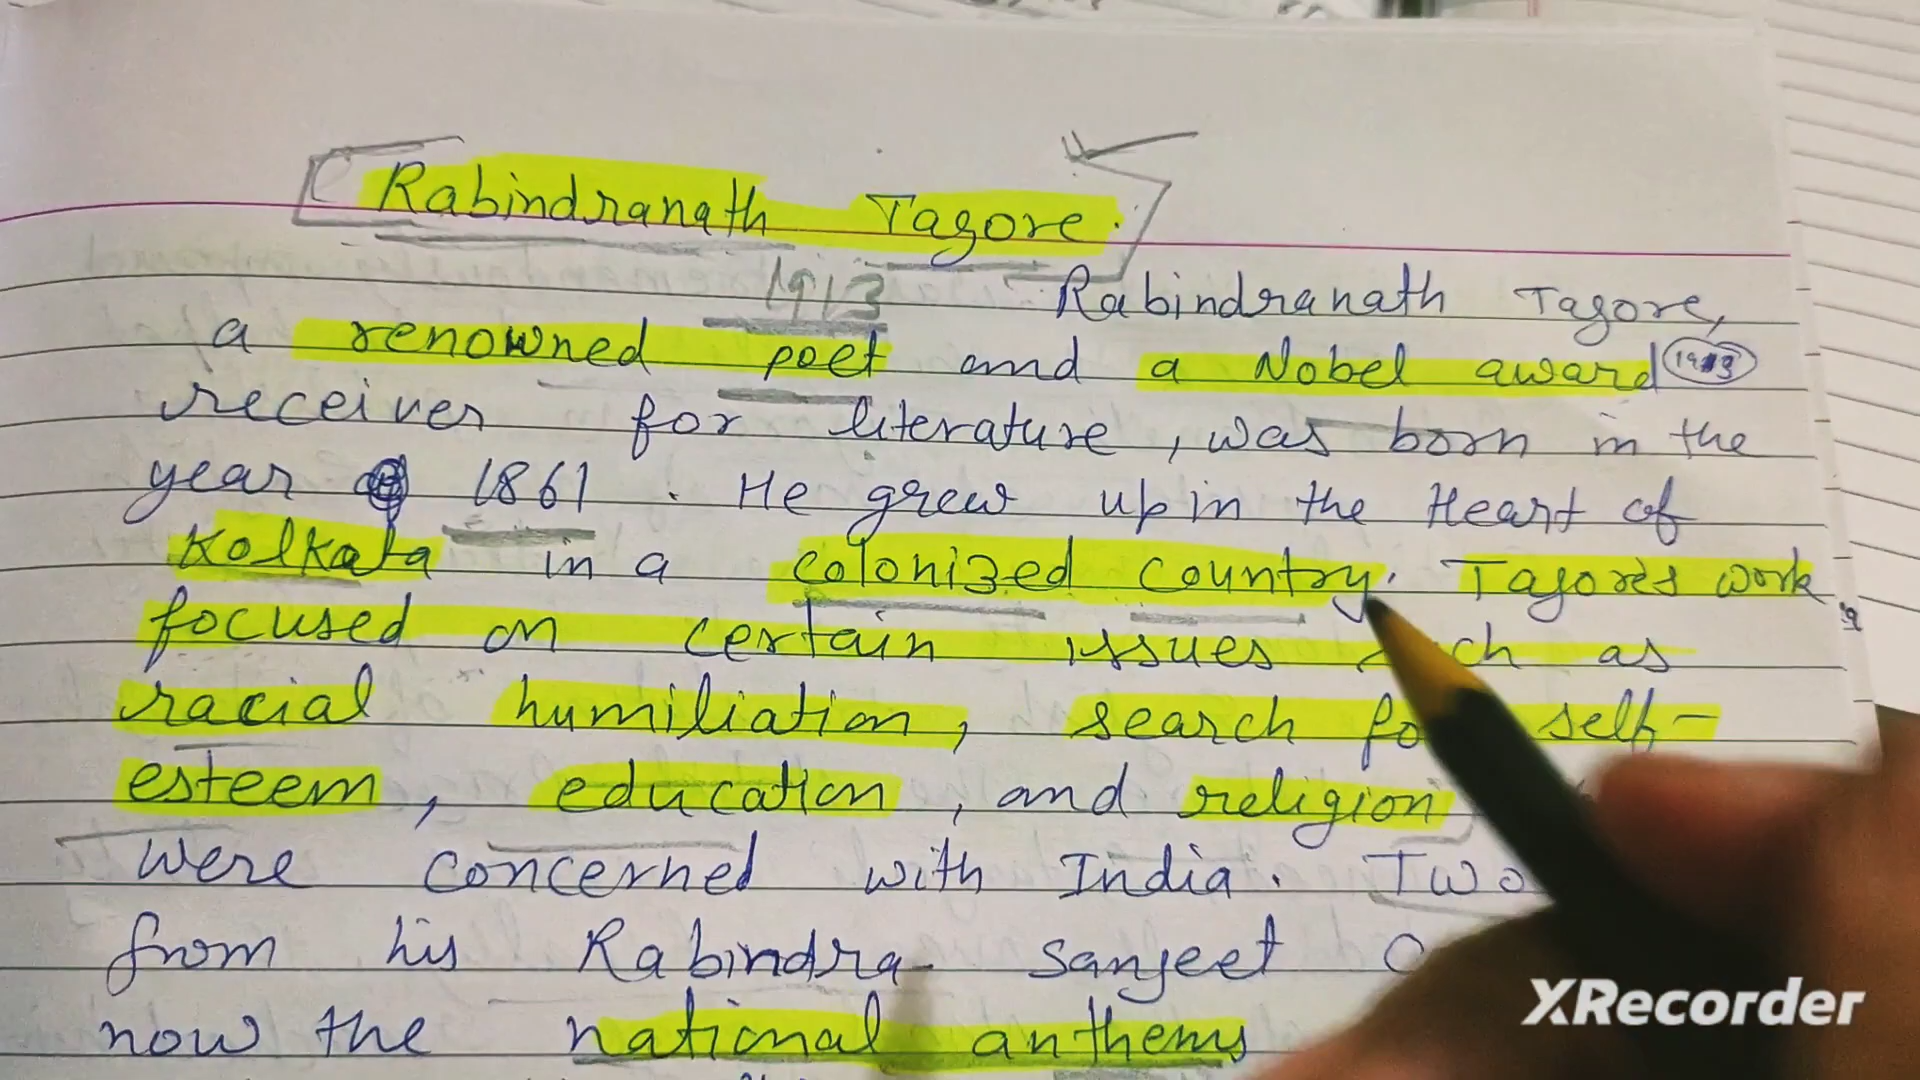 Rabindranath Tagore.
1913
Rabindranath Tagore,
a renowned poet and a Nobel award 1913
receiver for literature, was born in the
year 1861. He grew up in the Heart of
Kolkata in a colonized country. Tagore's work
focused on certain issues such as
racial humiliation, search for self-
esteem, education, and religion
were concerned with India. Two
from his Rabindra- sangeet
now the national anthems
XRecorder